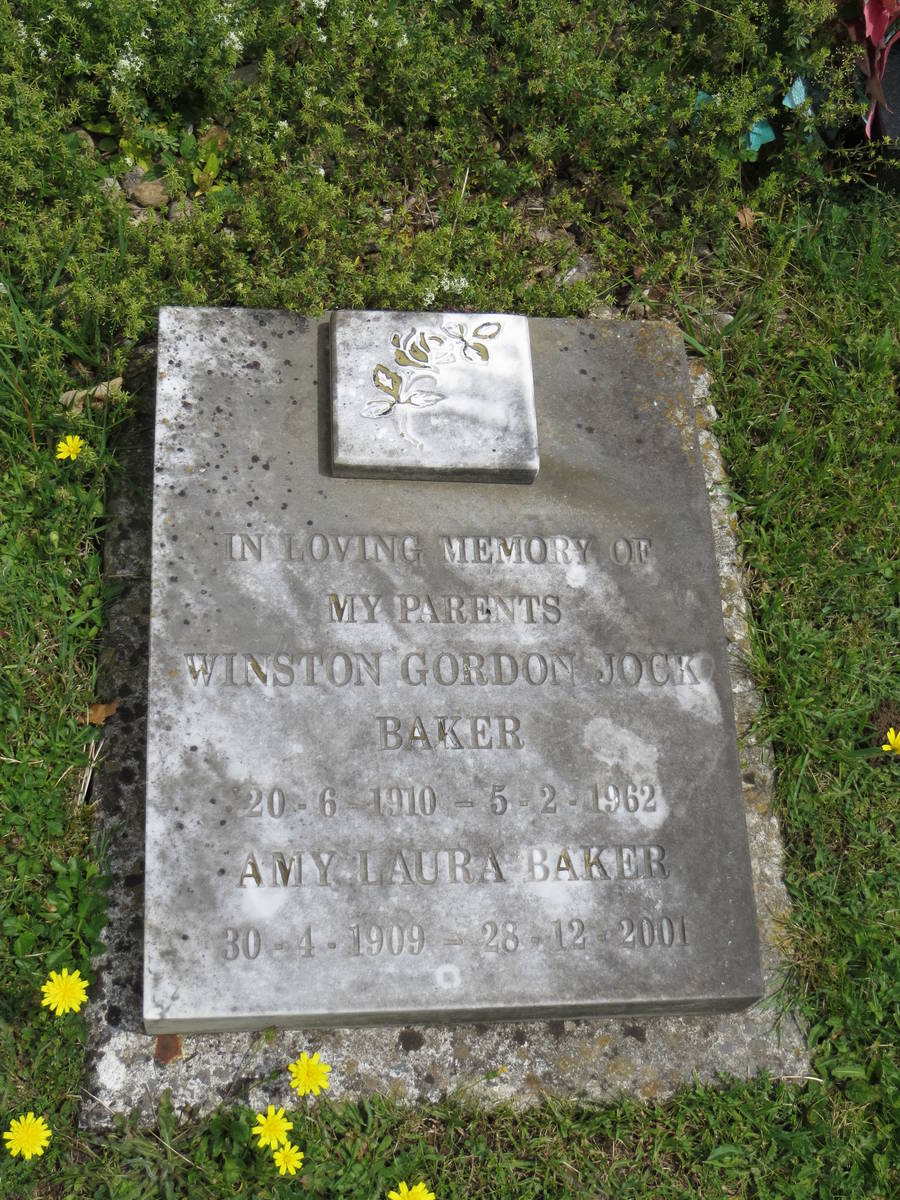 IN LOVING MEMORY OF
MY PARENTS
WINSTON GORDON JOCK
BAKER
20 - 6 - 1910 - 5 - 2 - 1962
AMY LAURA BAKER
30 - 4 - 1909 - 28 - 12 - 2001